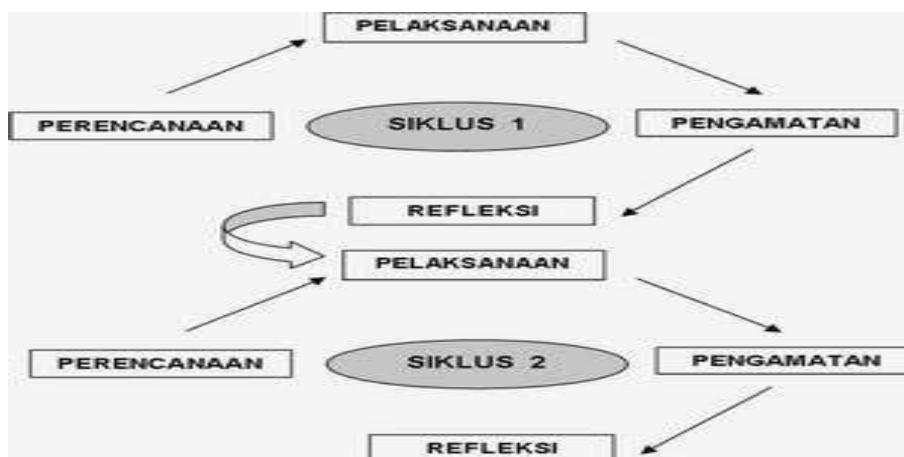 PELAKSANAAN
PERENCANAAN
SIKLUS 1
PENGAMATAN
REFLEKSI
PELAKSANAAN
PERENCANAAN
SIKLUS 2
PENGAMATAN
REFLEKSI